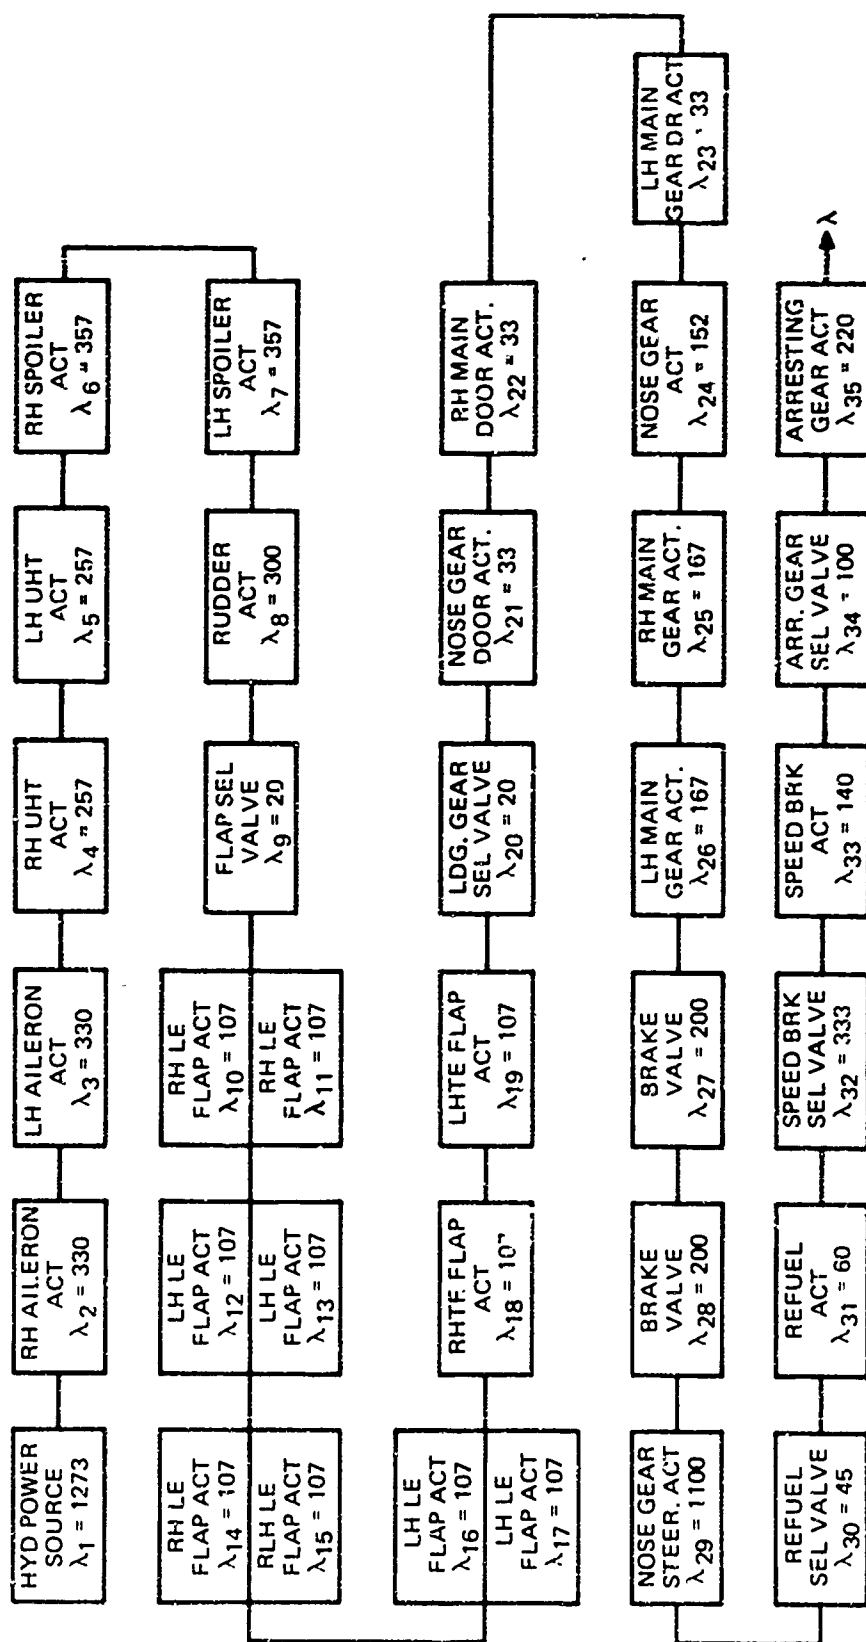 HYD POWER
SOURCE
λ1 = 1273
RH AILERON
ACT
λ2 = 330
LH AILERON
ACT
λ3 = 330
RH UHT
ACT
λ4 = 257
LH UHT
ACT
λ5 = 257
RH SPOILER
ACT
λ6 = 357
LH SPOILER
ACT
λ7 = 357
RUDDER
ACT
λ8 = 300
FLAP SEL
VALVE
λ9 = 20
RH LE
FLAP ACT
λ10 = 107
RH LE
FLAP ACT
λ11 = 107
LH LE
FLAP ACT
λ12 = 107
LH LE
FLAP ACT
λ13 = 107
RH LE
FLAP ACT
λ14 = 107
RLH LE
FLAP ACT
λ15 = 107
LH LE
FLAP ACT
λ16 = 107
LH LE
FLAP ACT
λ17 = 107
RHTE FLAP
ACT
λ18 =
LHTE FLAP
ACT
λ19 = 107
LDG. GEAR
SEL VALVE
λ20 = 20
NOSE GEAR
DOOR ACT.
λ21 = 33
RH MAIN
DOOR ACT.
λ22 = 33
LH MAIN
GEAR DR ACT
λ23 = 33
NOSE GEAR
ACT
λ24 = 152
RH MAIN
GEAR ACT.
λ25 = 167
LH MAIN
GEAR ACT.
λ26 = 167
BRAKE
VALVE
λ27 = 200
BRAKE
VALVE
λ28 = 200
NOSE GEAR
STEER. ACT
λ29 = 1100
REFUEL
SEL VALVE
λ30 = 45
REFUEL
ACT
λ31 = 60
SPEED BRK
SEL VALVE
λ32 = 333
SPEED BRK
ACT
λ33 = 140
ARR. GEAR
SEL VALVE
λ34 = 100
ARRESTING
GEAR ACT
λ35 = 220
λ